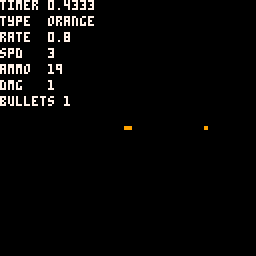 TIMER 0.4333
TYPE ORANGE
RATE 0.8
SPD 3
AMMO 19
DMG 1
BULLETS 1